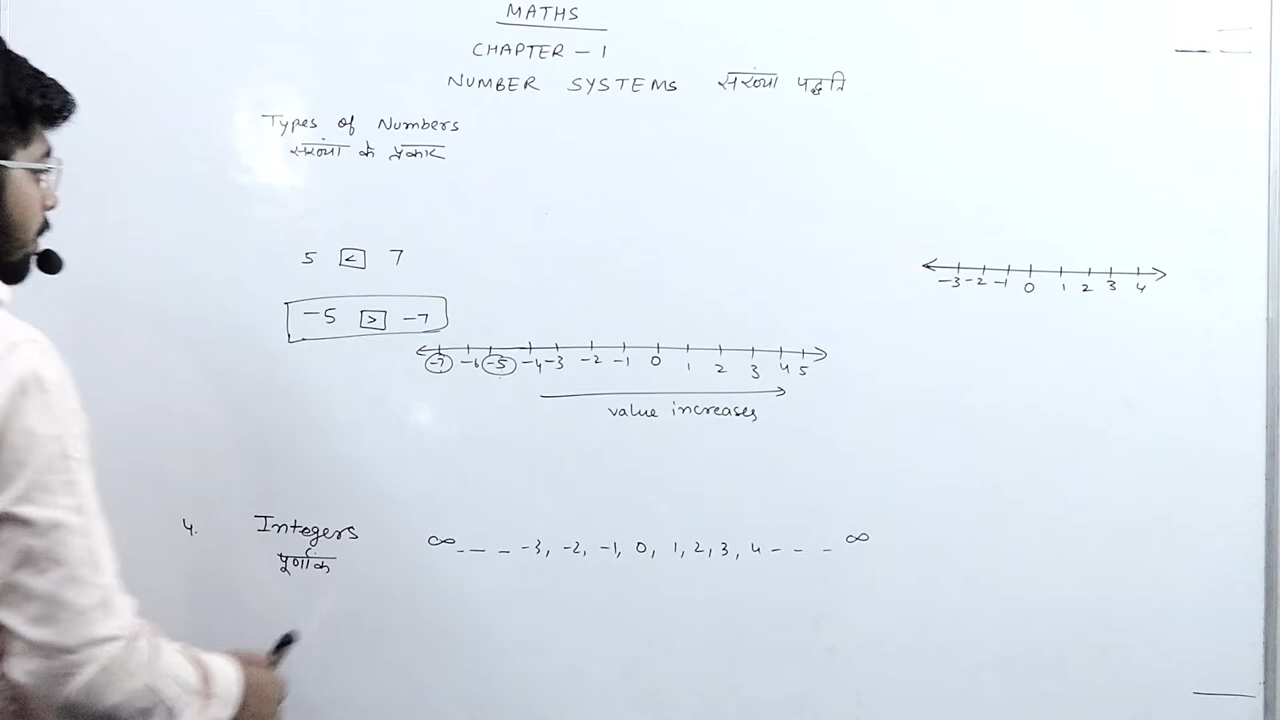 MATHS
CHAPTER - 1
NUMBER SYSTEMS संख्या पद्धति
Types of Numbers
संख्या के प्रकार
5 < 7
-5 > -7
-3 -2 -1 0 1 2 3 4
-7 -6 -5 -4 -3 -2 -1 0 1 2 3 4 5
value increases
4. Integers ∞ - - - -3, -2, -1, 0, 1, 2, 3, 4 - - - ∞
पूर्णांक